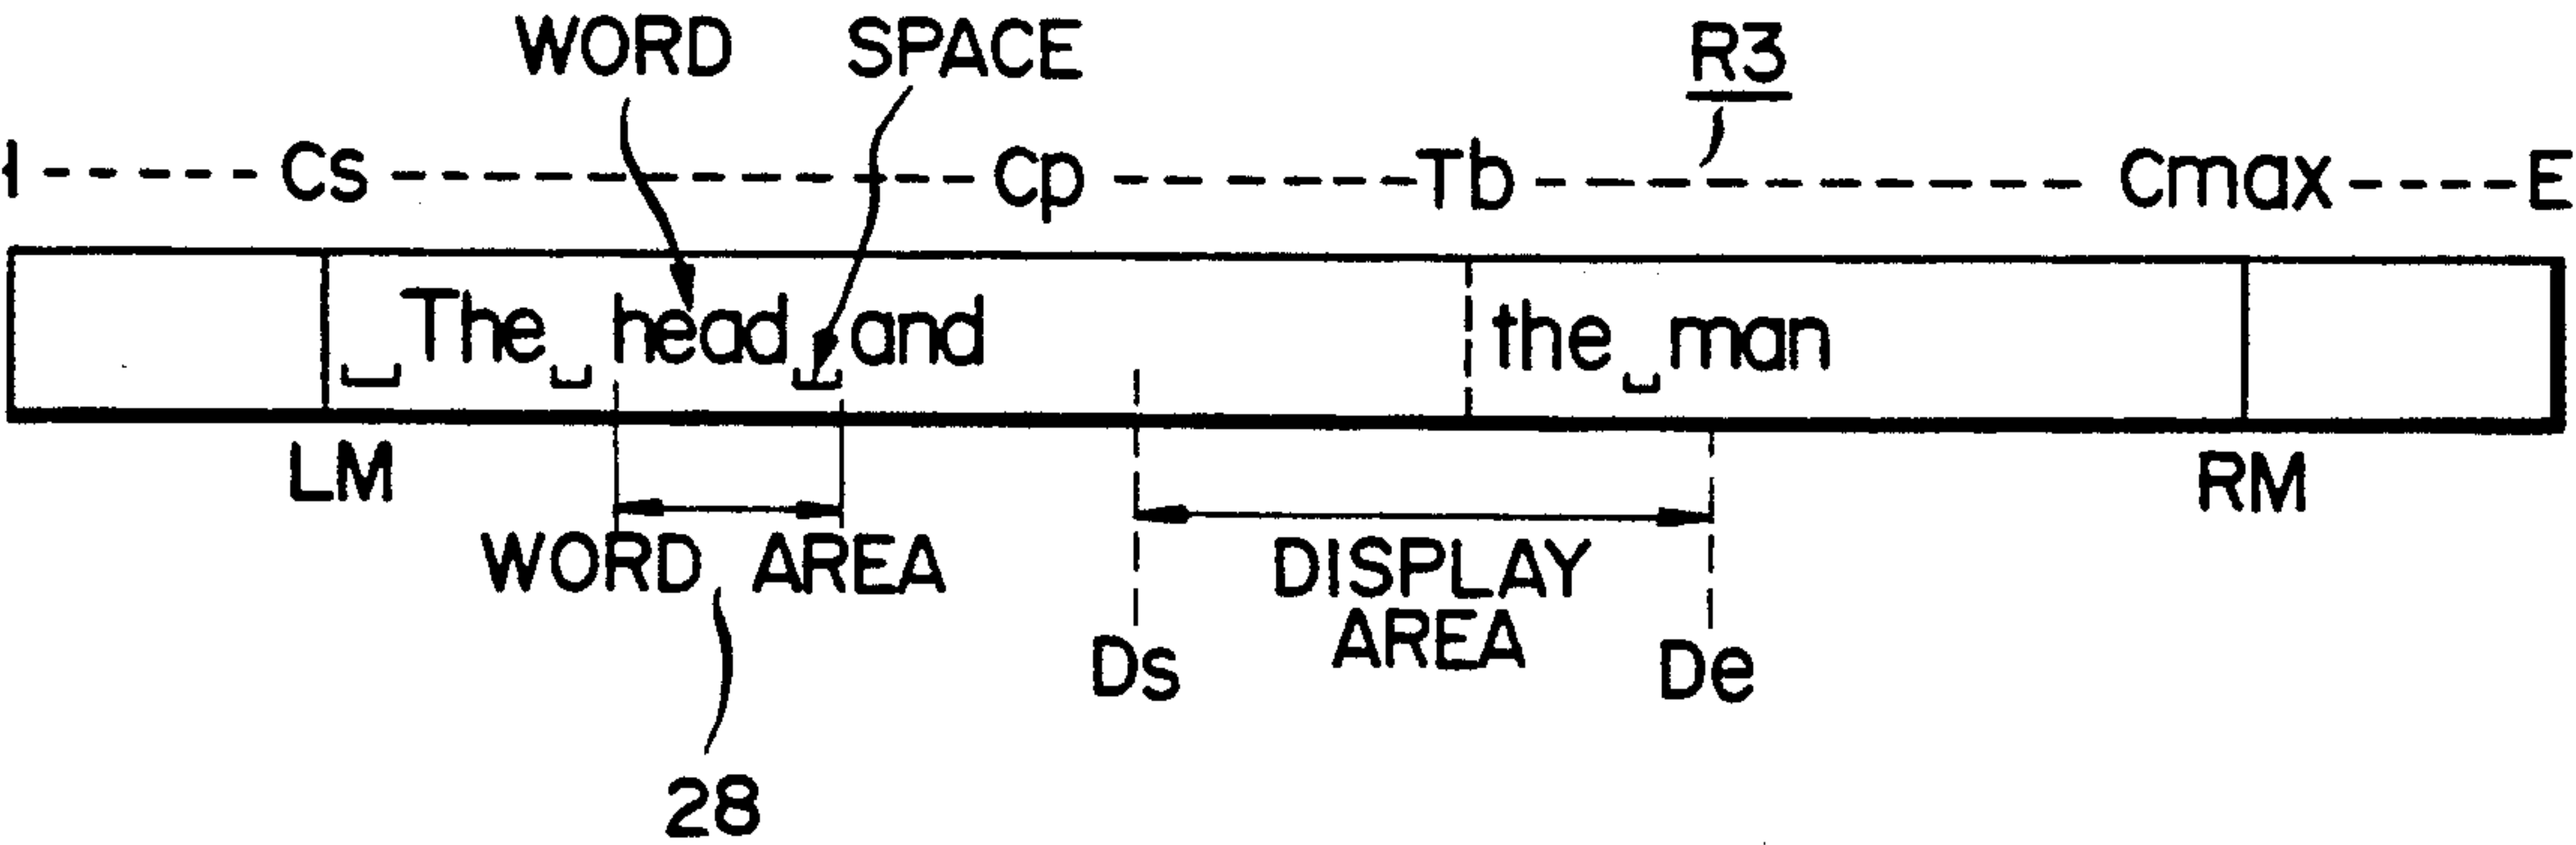 WORD SPACE R3
1 Cs Cp Tb Cmax E
The head and the man
LM RM
WORD AREA DISPLAY
AREA
Ds De
28